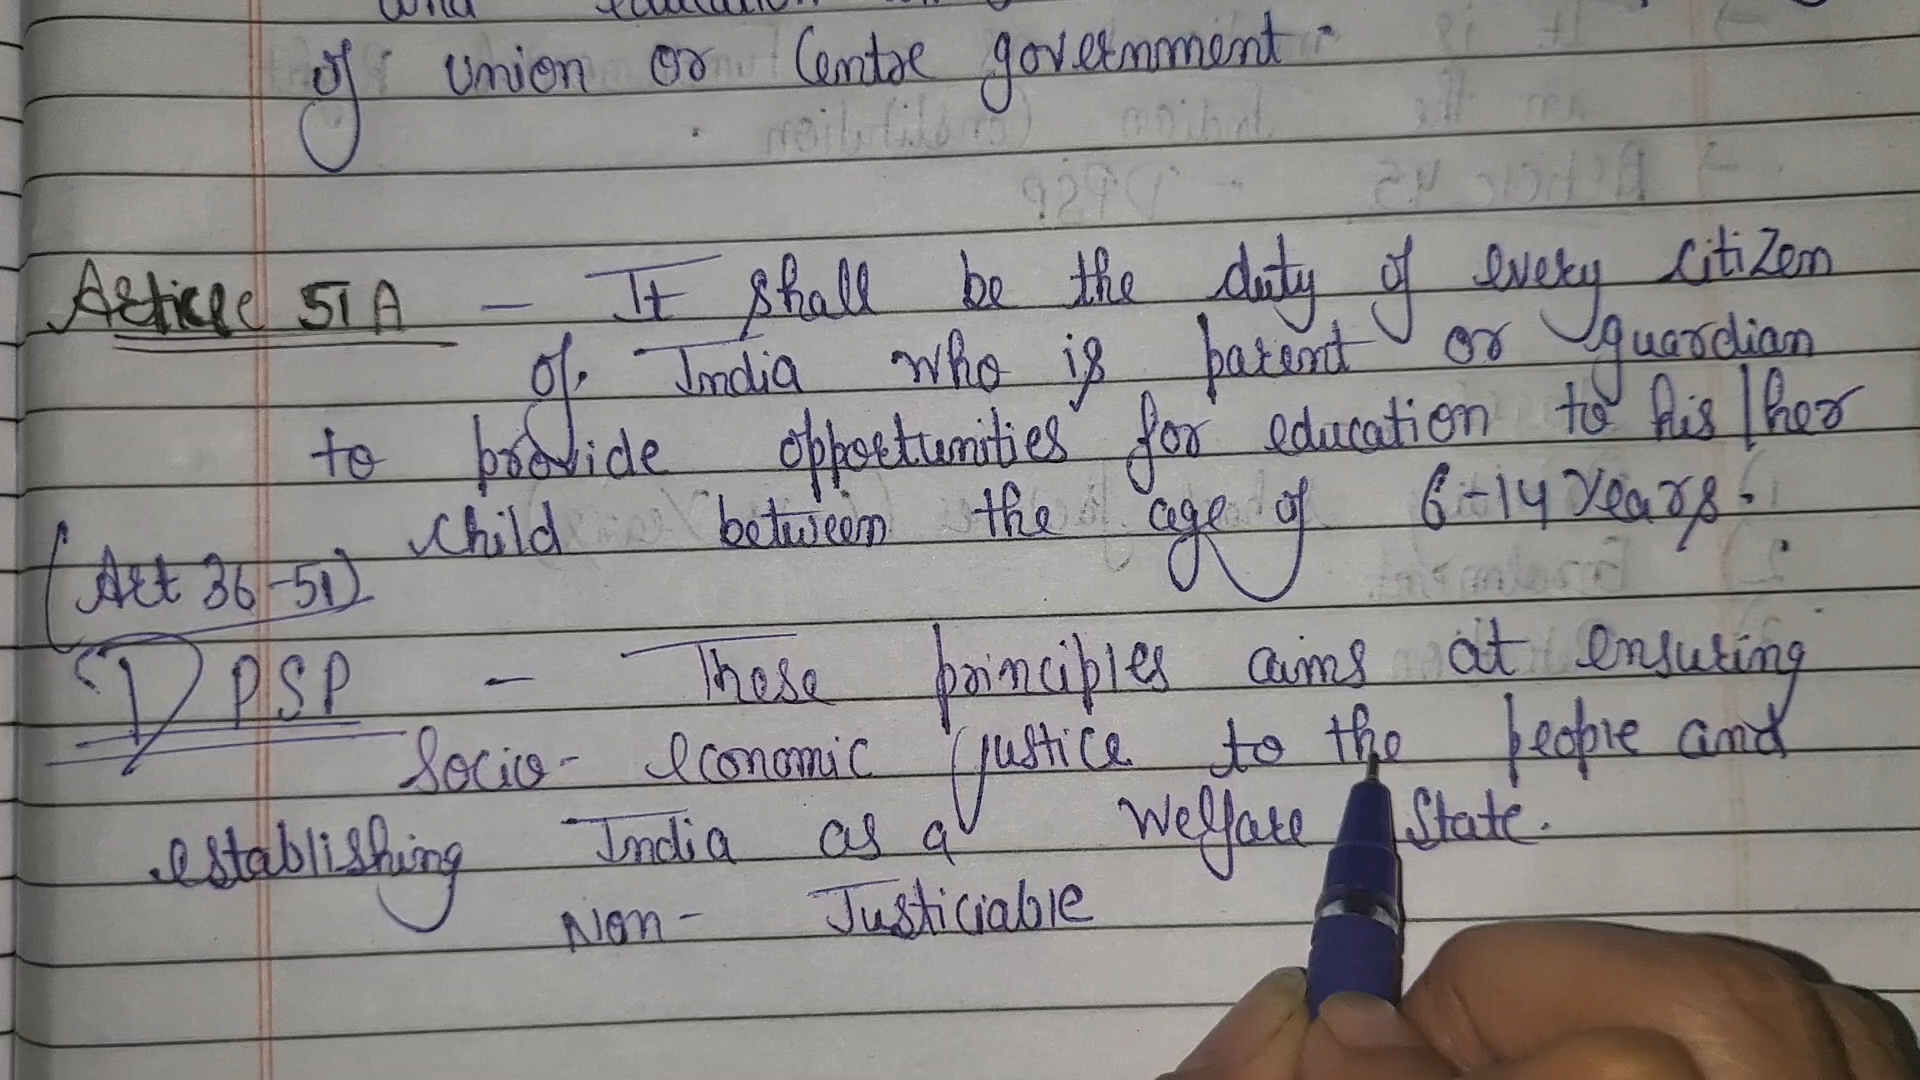 of union or Centre government.
Article 51 A - It shall be the duty of every citizen
of India who is parent or guardian
to provide opportunities for education to his/her
child between the age of 6-14 years.
(Art 36-51)
DPSP - These principles aims at ensuring
Socio-economic justice to the people and
establishing India as a welfare State.
Non-Justiciable